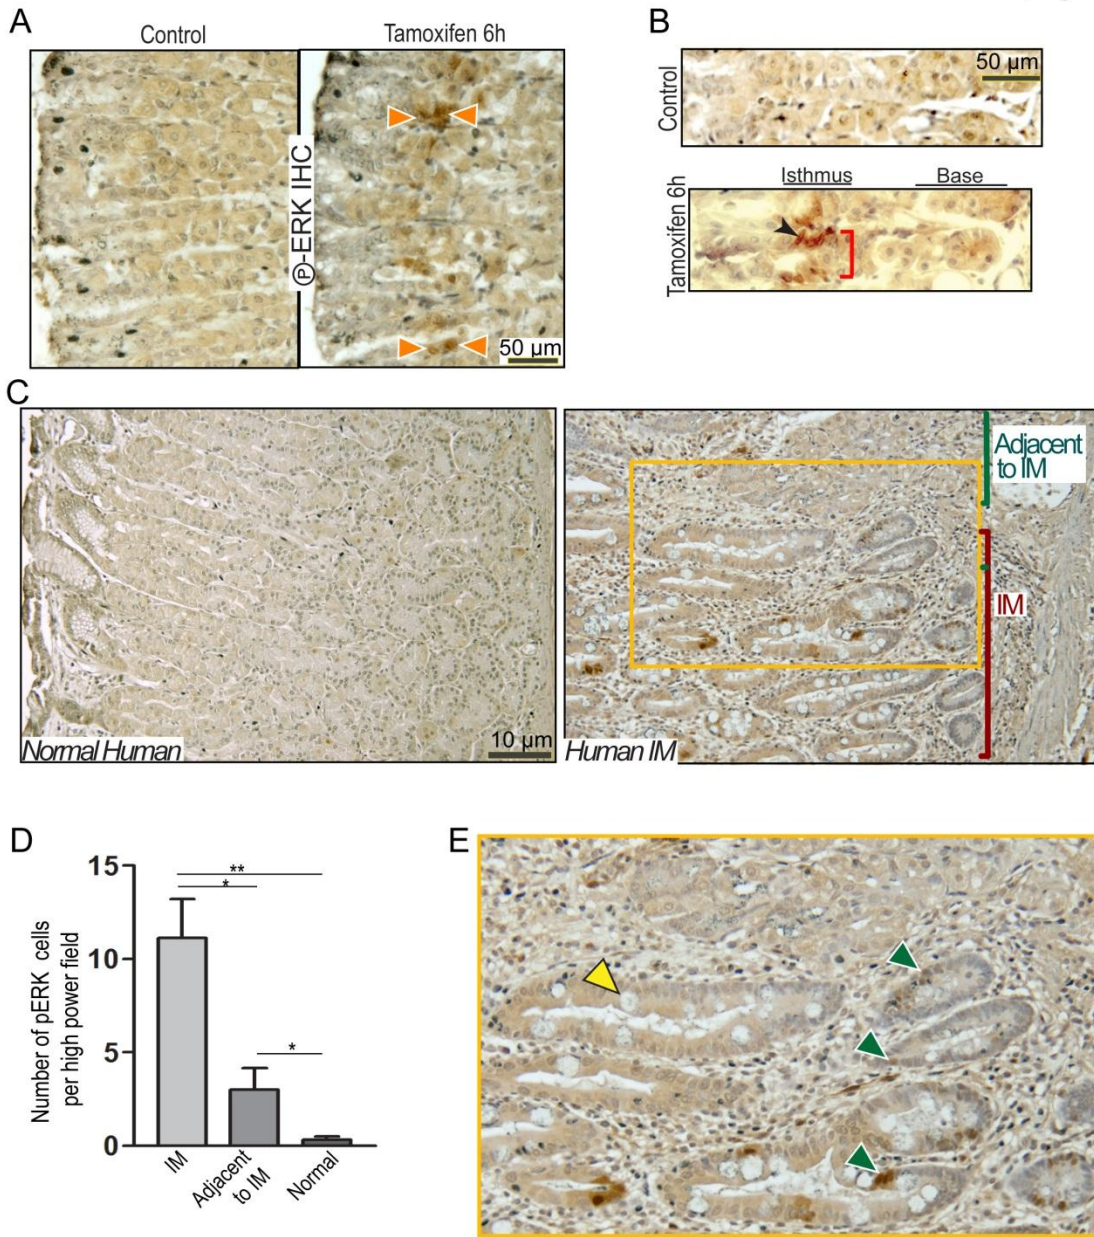 A
Control
Tamoxifen 6h
Ⓟ-ERK IHC
50 µm
B
Control
50 µm
Tamoxifen 6h
Isthmus
Base
C
Normal Human
10 µm
Human IM
Adjacent
to IM
IM
D
Number of pERK cells
per high power field
15
10
5
0
**
*
*
IM
Adjacent
to IM
Normal
E